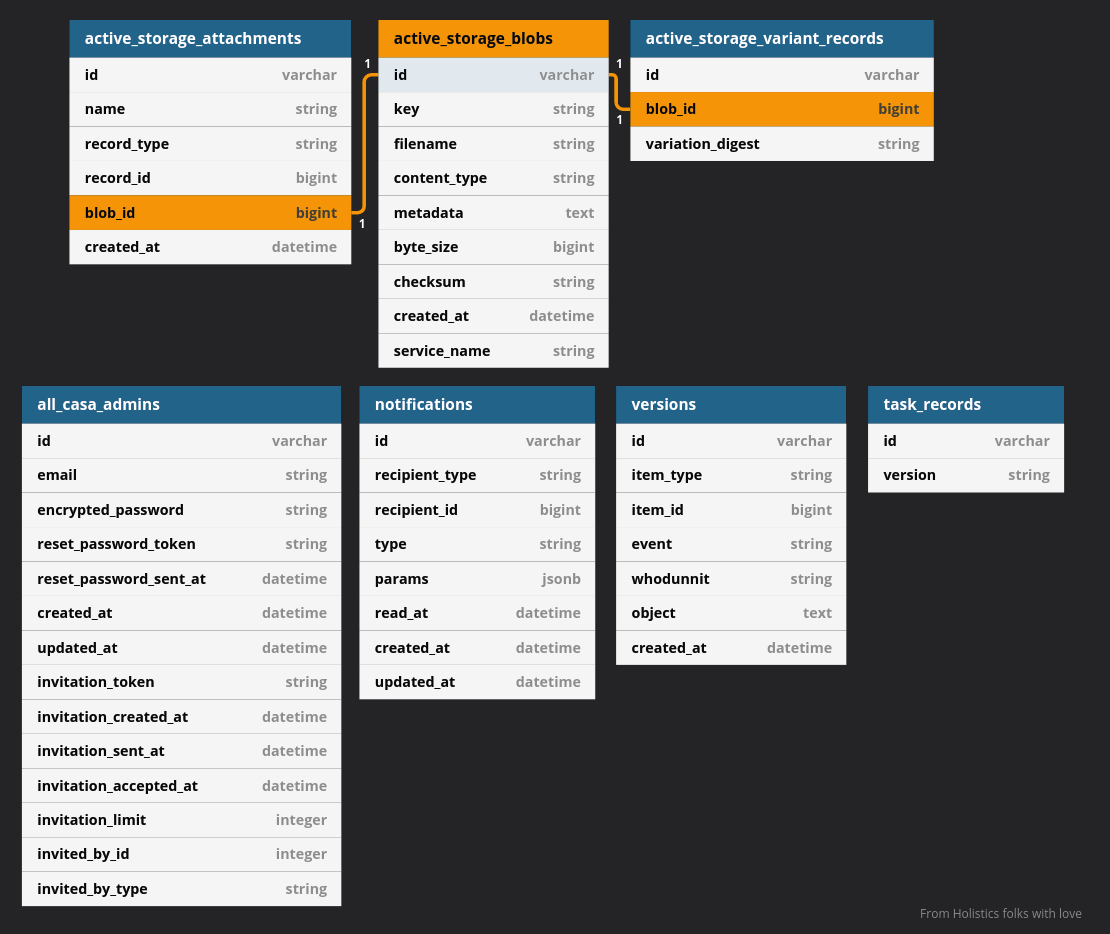 active_storage_attachments
id varchar
name string
record_type string
record_id bigint
blob_id bigint
created_at datetime
1
1
active_storage_blobs
id varchar
key string
filename string
content_type string
metadata text
byte_size bigint
checksum string
created_at datetime
service_name string
1
1
active_storage_variant_records
id varchar
blob_id bigint
variation_digest string
all_casa_admins
id varchar
email string
encrypted_password string
reset_password_token string
reset_password_sent_at datetime
created_at datetime
updated_at datetime
invitation_token string
invitation_created_at datetime
invitation_sent_at datetime
invitation_accepted_at datetime
invitation_limit integer
invited_by_id integer
invited_by_type string
notifications
id varchar
recipient_type string
recipient_id bigint
type string
params jsonb
read_at datetime
created_at datetime
updated_at datetime
versions
id varchar
item_type string
item_id bigint
event string
whodunnit string
object text
created_at datetime
task_records
id varchar
version string
From Holistics folks with love